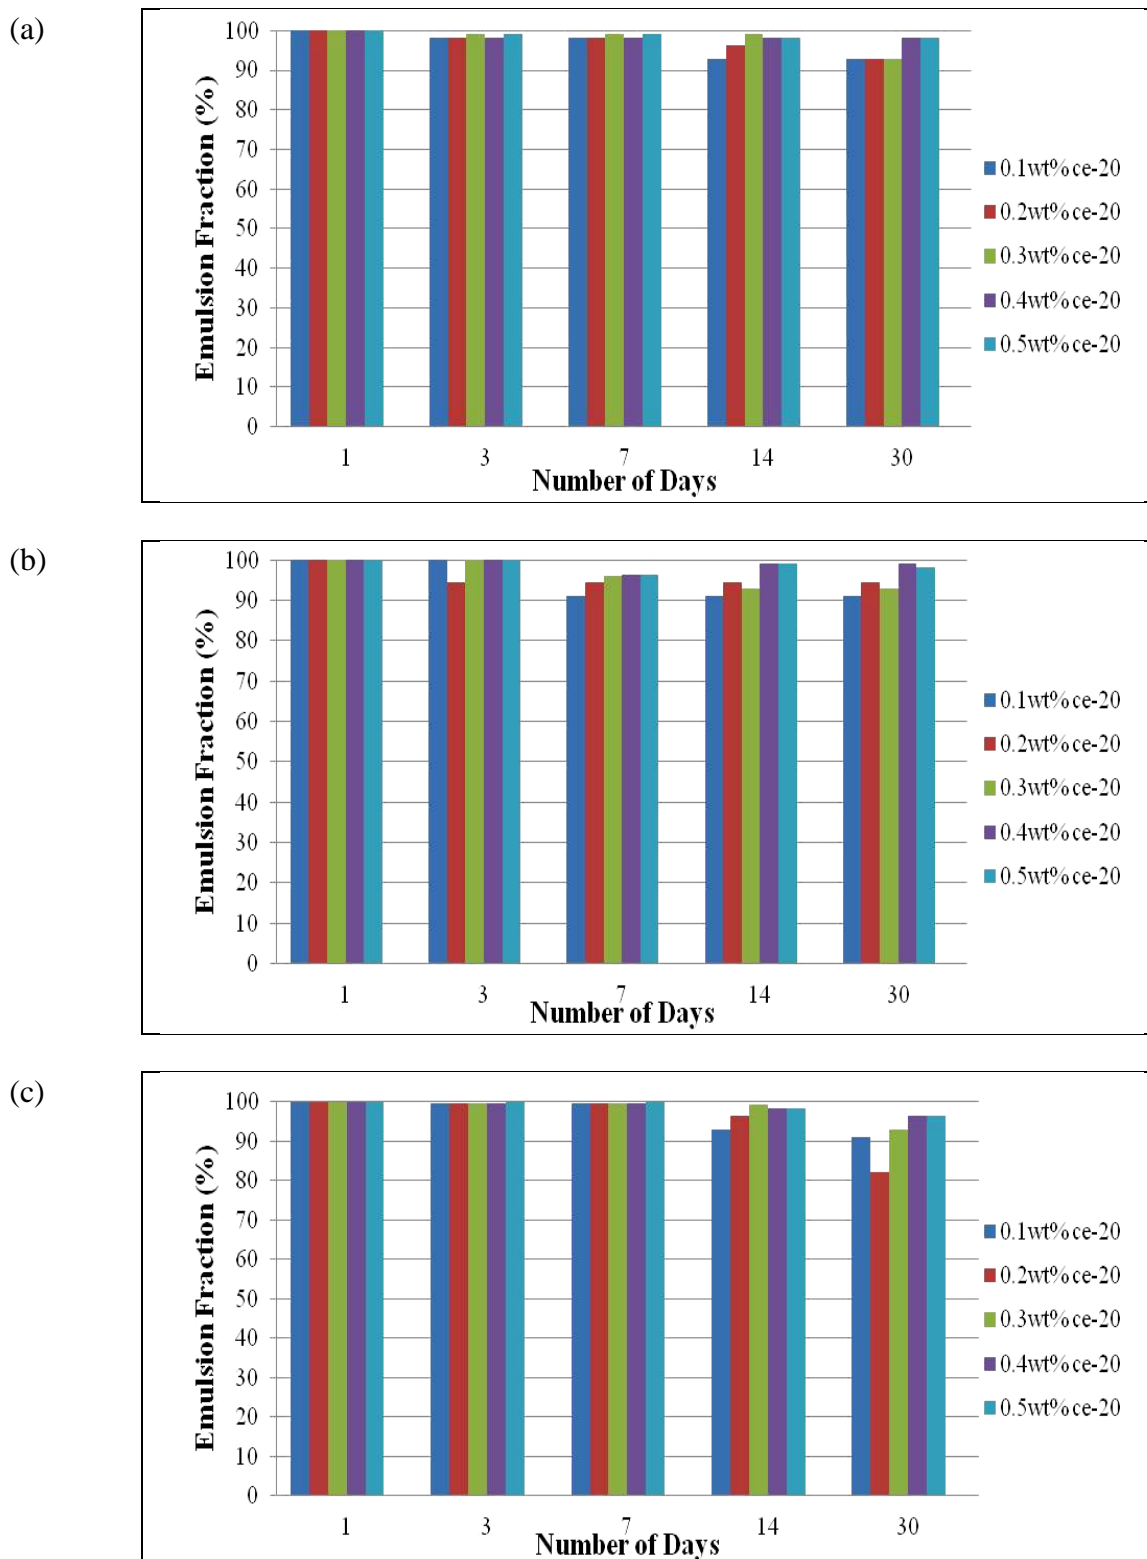 (a)
Emulsion Fraction (%)
100
90
80
70
60
50
40
30
20
10
0
1 3 7 14 30
Number of Days
0.1wt%ce-20
0.2wt%ce-20
0.3wt%ce-20
0.4wt%ce-20
0.5wt%ce-20
(b)
Emulsion Fraction (%)
100
90
80
70
60
50
40
30
20
10
0
1 3 7 14 30
Number of Days
0.1wt%ce-20
0.2wt%ce-20
0.3wt%ce-20
0.4wt%ce-20
0.5wt%ce-20
(c)
Emulsion Fraction (%)
100
90
80
70
60
50
40
30
20
10
0
1 3 7 14 30
Number of Days
0.1wt%ce-20
0.2wt%ce-20
0.3wt%ce-20
0.4wt%ce-20
0.5wt%ce-20